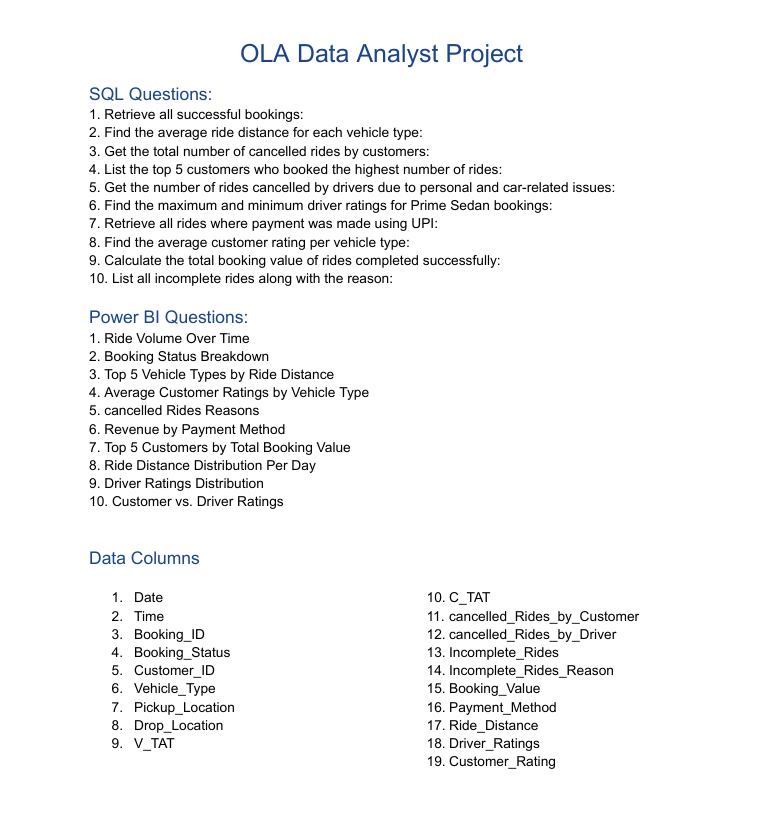 OLA Data Analyst Project
SQL Questions:
1. Retrieve all successful bookings:
2. Find the average ride distance for each vehicle type:
3. Get the total number of cancelled rides by customers:
4. List the top 5 customers who booked the highest number of rides:
5. Get the number of rides cancelled by drivers due to personal and car-related issues:
6. Find the maximum and minimum driver ratings for Prime Sedan bookings:
7. Retrieve all rides where payment was made using UPI:
8. Find the average customer rating per vehicle type:
9. Calculate the total booking value of rides completed successfully:
10. List all incomplete rides along with the reason:
Power BI Questions:
1. Ride Volume Over Time
2. Booking Status Breakdown
3. Top 5 Vehicle Types by Ride Distance
4. Average Customer Ratings by Vehicle Type
5. cancelled Rides Reasons
6. Revenue by Payment Method
7. Top 5 Customers by Total Booking Value
8. Ride Distance Distribution Per Day
9. Driver Ratings Distribution
10. Customer vs. Driver Ratings
Data Columns
1. Date
2. Time
3. Booking_ID
4. Booking_Status
5. Customer_ID
6. Vehicle_Type
7. Pickup_Location
8. Drop_Location
9. V_TAT
10. C_TAT
11. cancelled_Rides_by_Customer
12. cancelled_Rides_by_Driver
13. Incomplete_Rides
14. Incomplete_Rides_Reason
15. Booking_Value
16. Payment_Method
17. Ride_Distance
18. Driver_Ratings
19. Customer_Rating